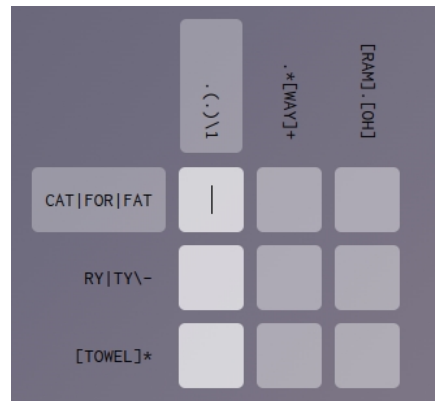 .(.)\1
.*[WAY]+
[RAM].[OH]
CAT|FOR|FAT
RY|TY\-
[TOWEL]*